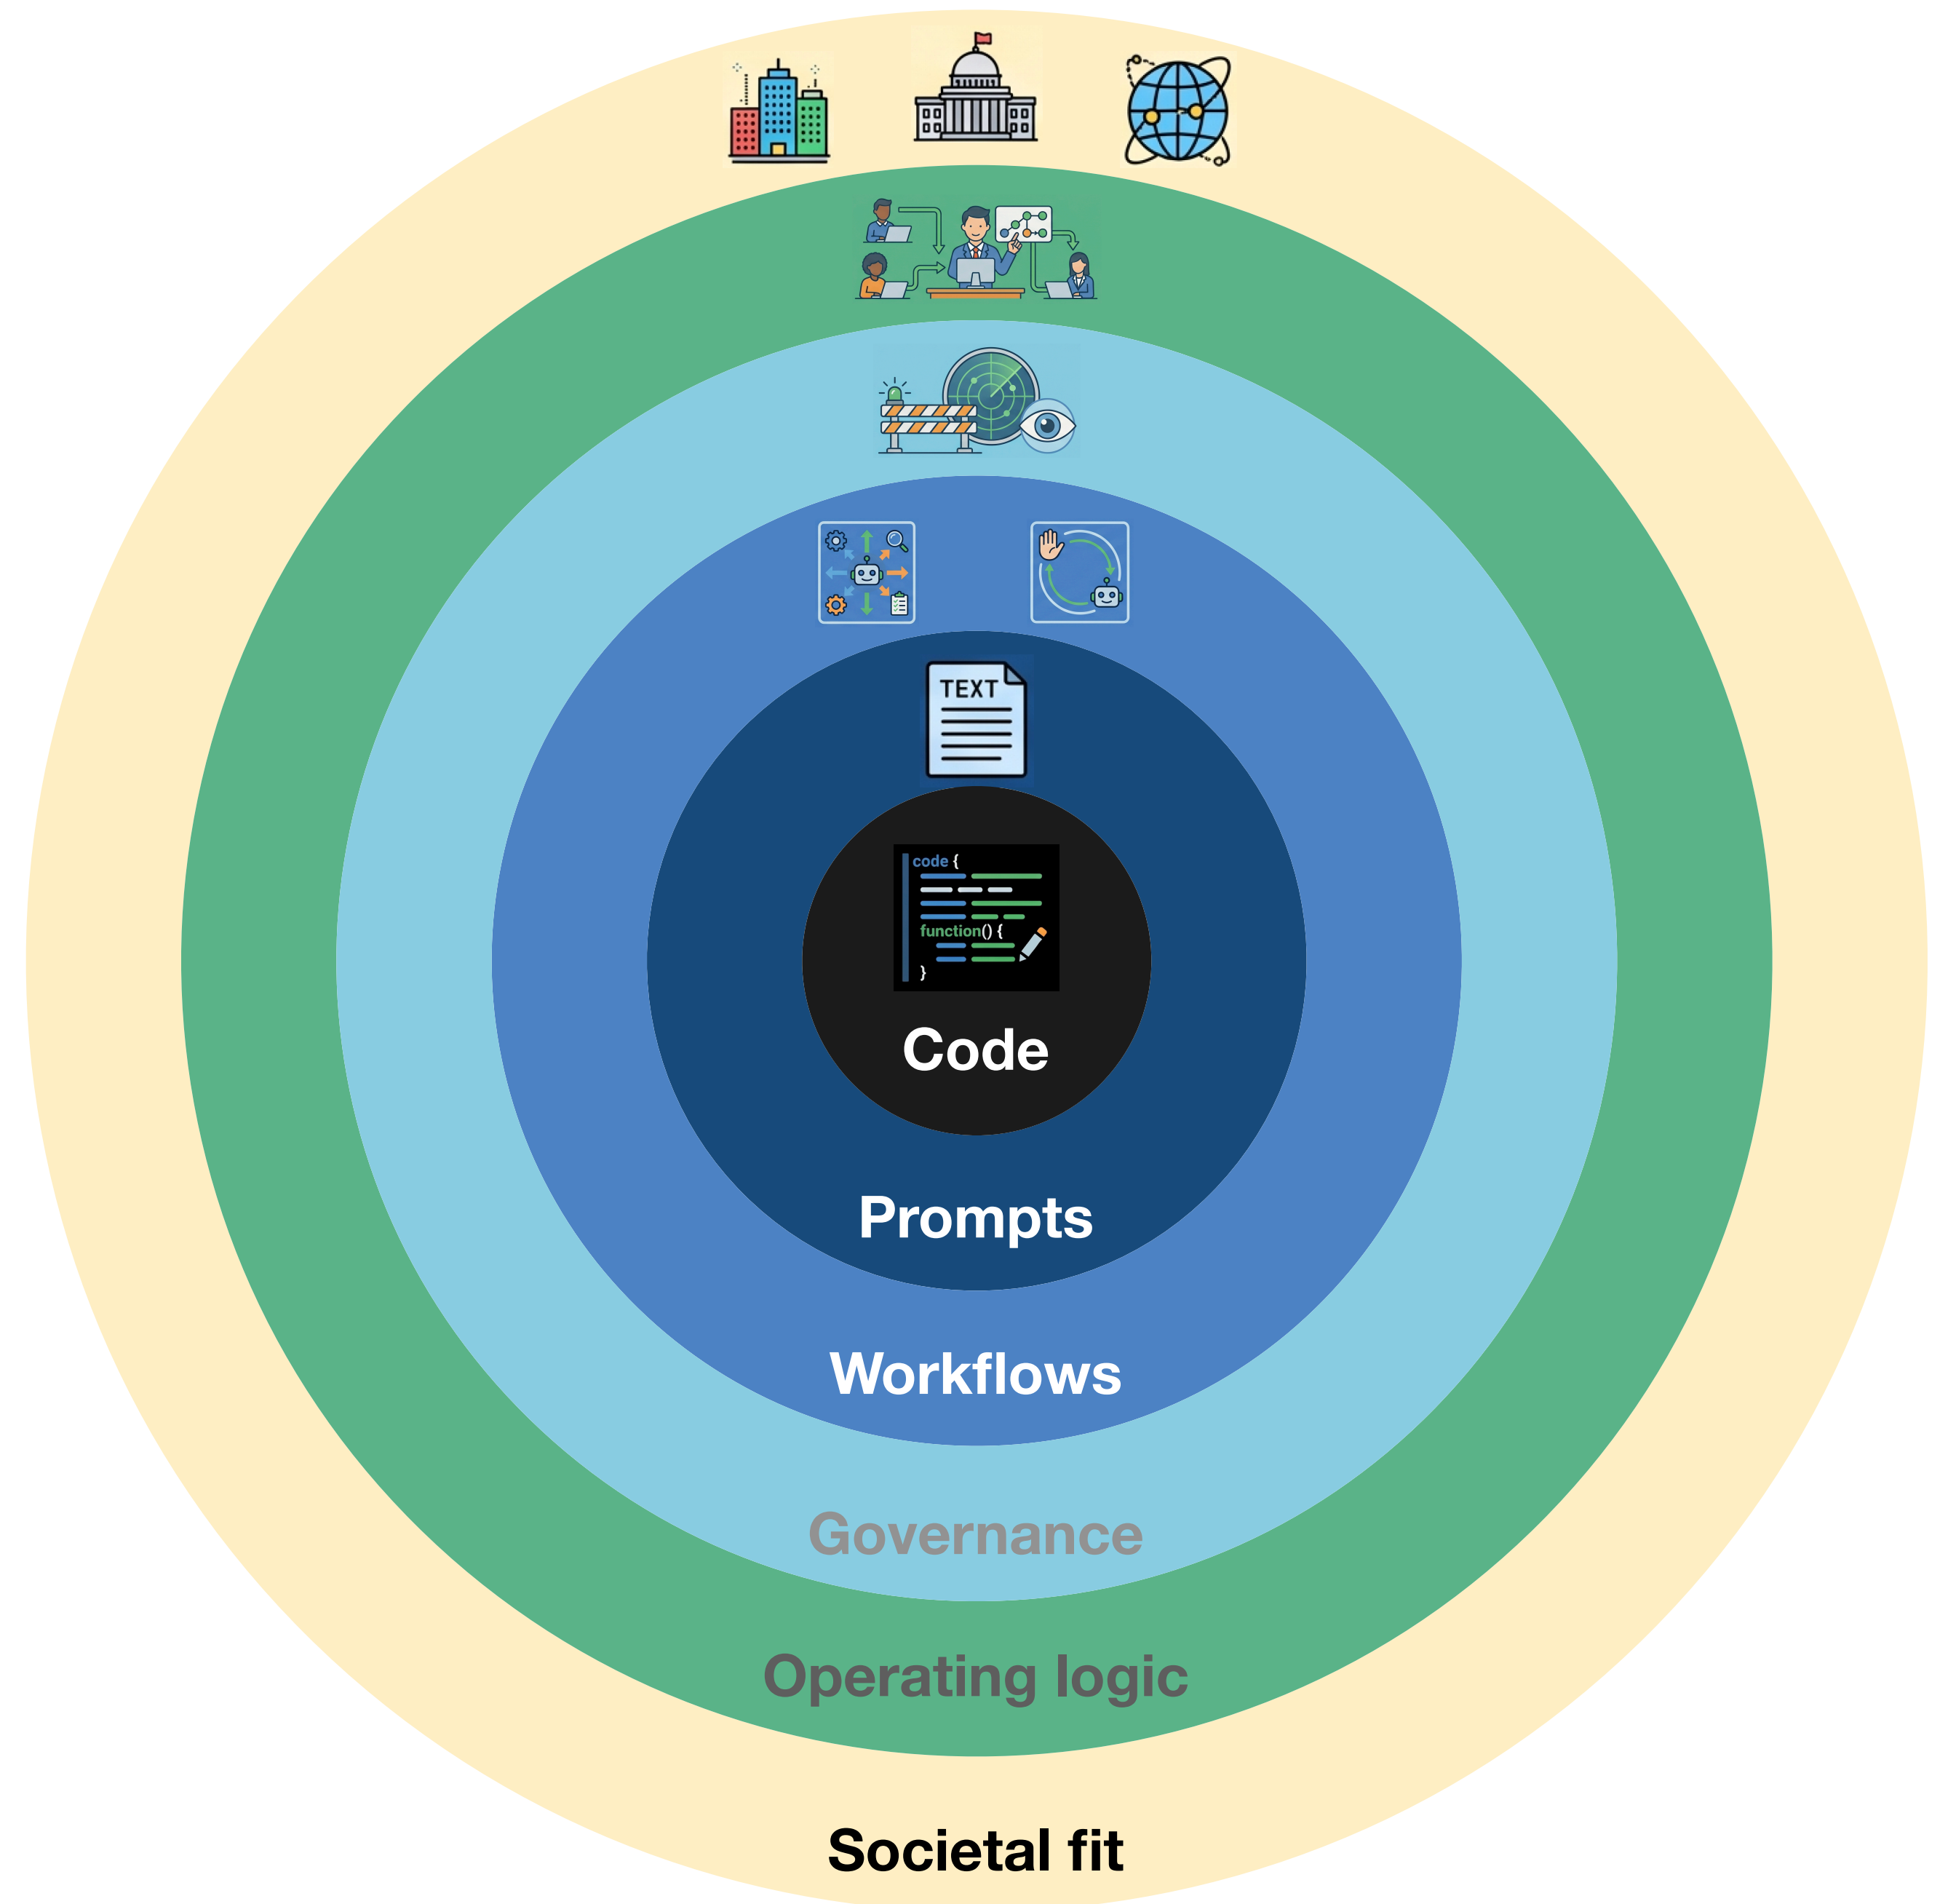 TEXT
code {
function() {
}
Code
Prompts
Workflows
Governance
Operating logic
Societal fit